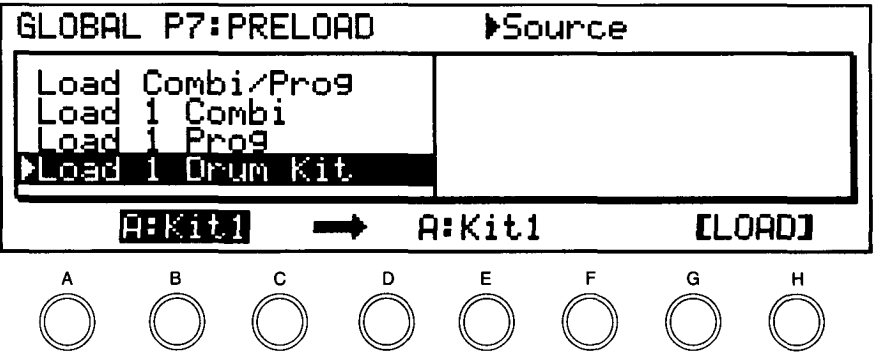 GLOBAL P7:PRELOAD ▶Source
Load Combi/Prog
Load 1 Combi
Load 1 Prog
▶Load 1 Drum Kit
A:Kit1 ➡ A:Kit1 [LOAD]
A B C D E F G H